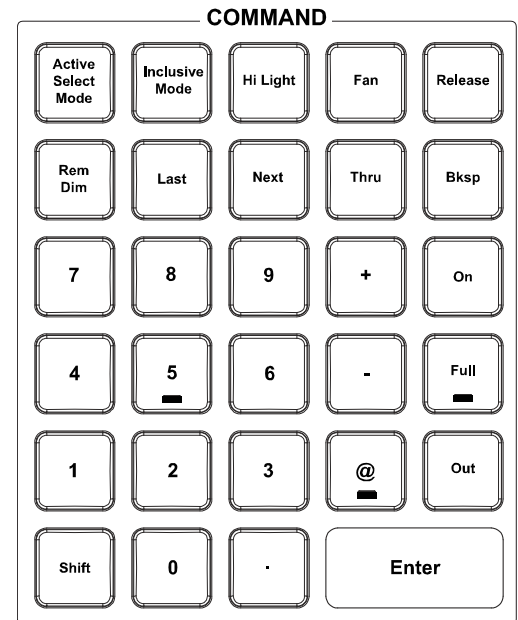 COMMAND
Active
Select
Mode
Inclusive
Mode
Hi Light
Fan
Release
Rem
Dim
Last
Next
Thru
Bksp
7
8
9
+
On
4
5
6
-
Full
1
2
3
@
Out
Shift
0
.
Enter